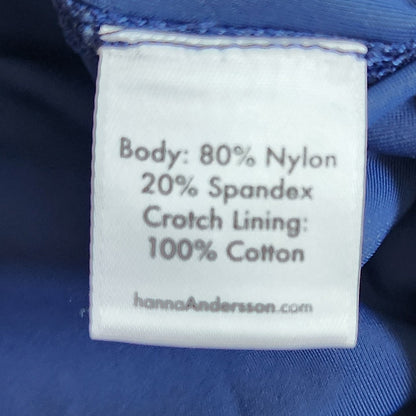 Body: 80% Nylon
20% Spandex
Crotch Lining:
100% Cotton
hannaAndersson.com